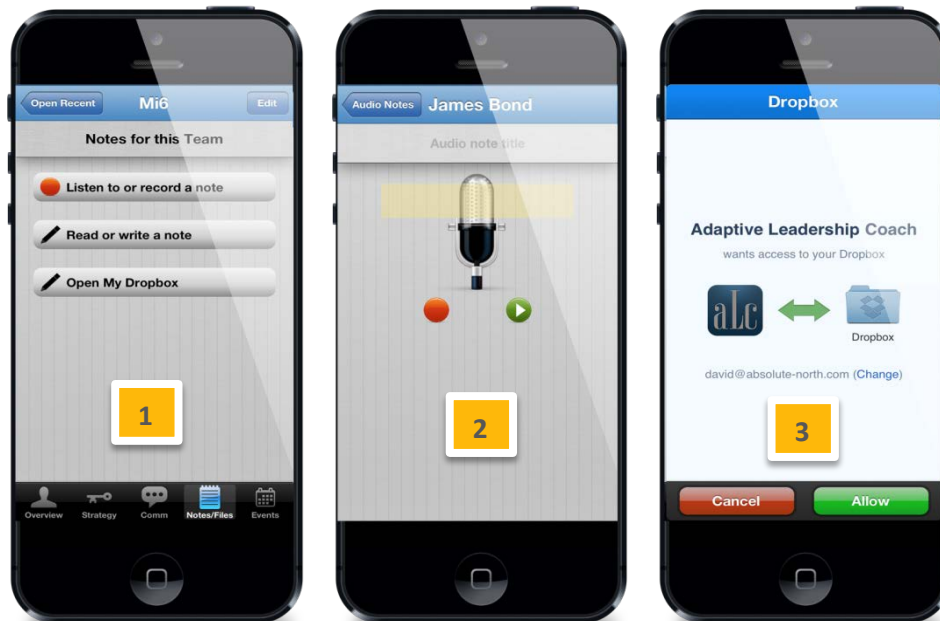 Open Recent
Mi6
Edit
Notes for this Team
Listen to or record a note
Read or write a note
Open My Dropbox
1
Overview
Strategy
Comm
Notes/Files
Events
Audio Notes
James Bond
Audio note title
2
Dropbox
Adaptive Leadership Coach
wants access to your Dropbox
aLc
Dropbox
david@absolute-north.com (Change)
3
Cancel
Allow